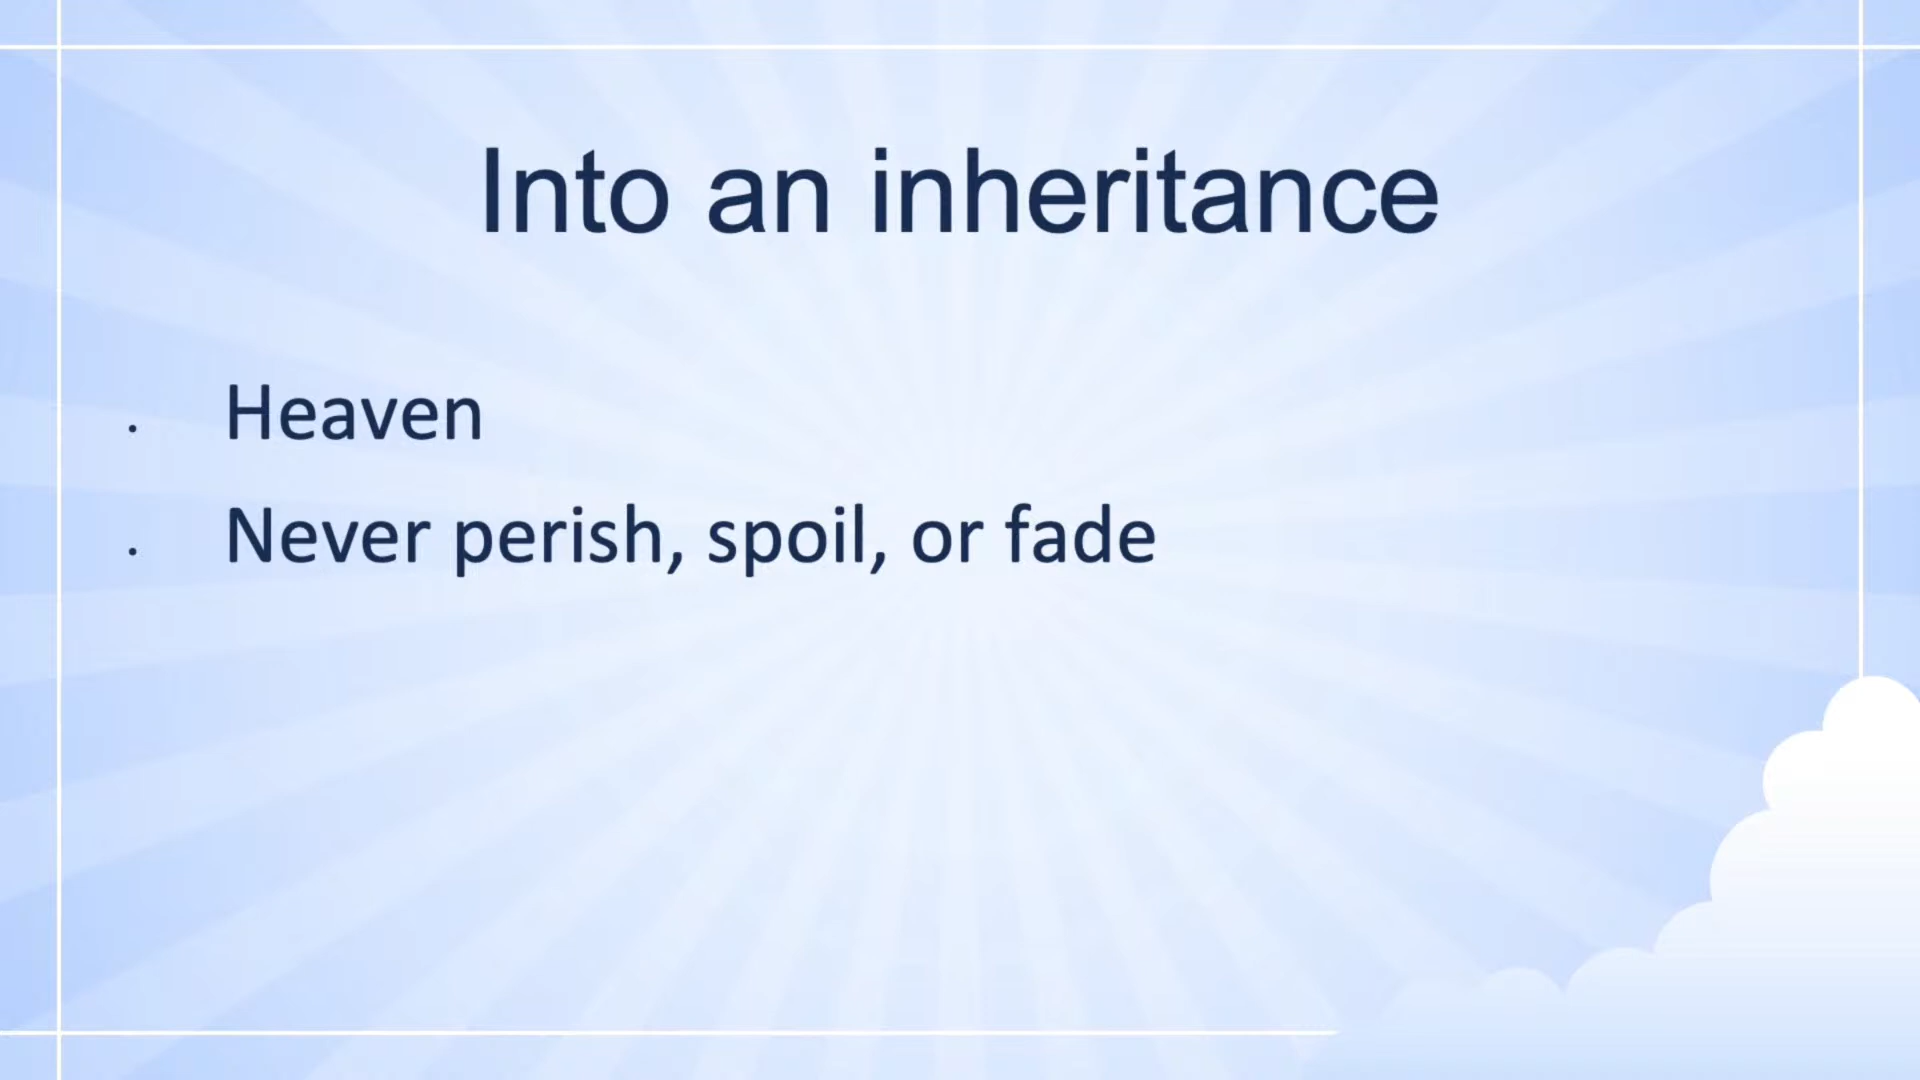 Into an inheritance
. Heaven
. Never perish, spoil, or fade